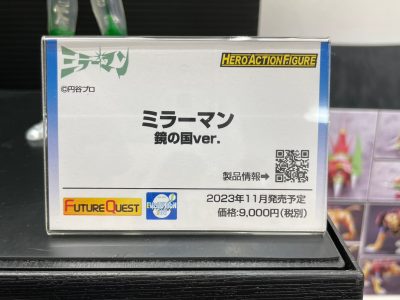 ミラーマン
HERO ACTION FIGURE
©円谷プロ
ミラーマン
鏡の国ver.
製品情報➞
FUTURE QUEST
2023年11月発売予定
価格:9,000円(税別)